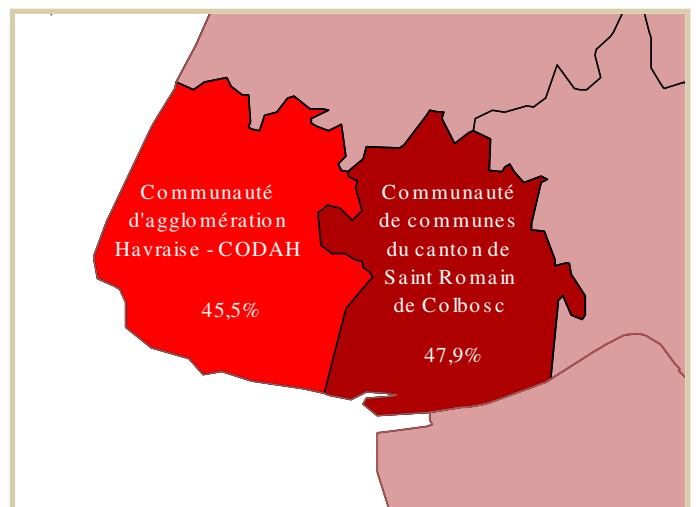 Communauté
d'agglomération
Havraise - CODAH
45,5%
Communauté
de communes
du canton de
Saint Romain
de Colbosc
47,9%